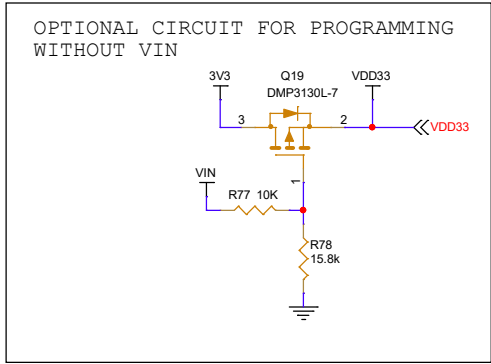 OPTIONAL CIRCUIT FOR PROGRAMMING
WITHOUT VIN
3V3
Q19
VDD33
DMP3130L-7
3
2
VDD33
1
VIN
R77 10K
R78
15.8k